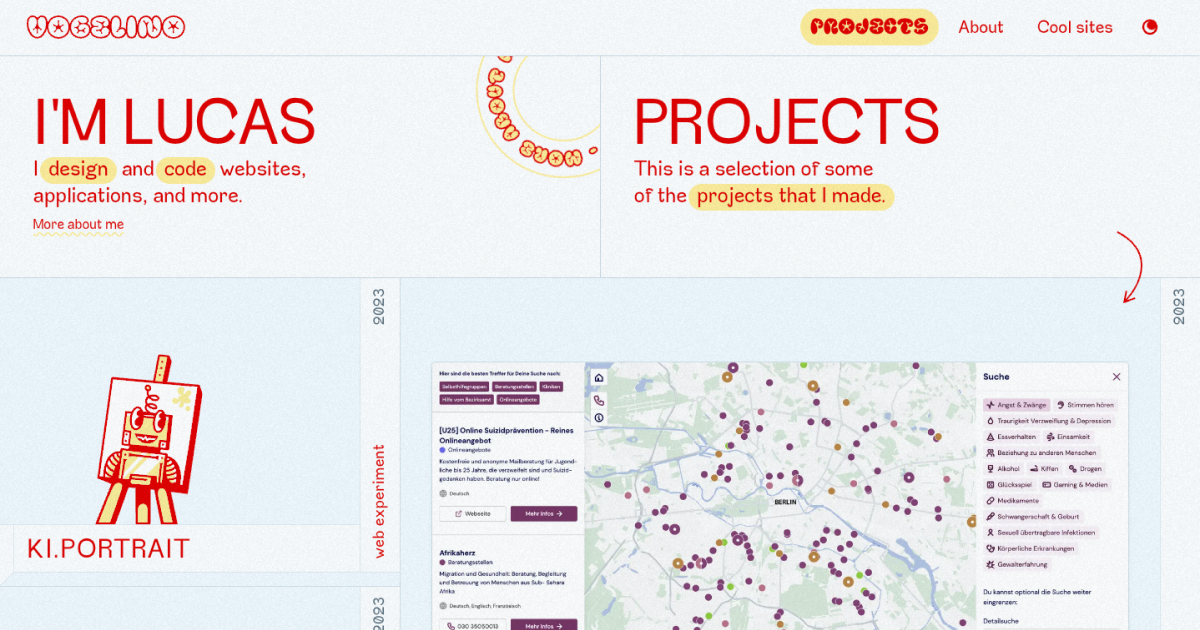 VOGELINO
PROJECTS
About
Cool sites
I'M LUCAS
I design and code websites,
applications, and more.
More about me
PROJECTS
This is a selection of some
of the projects that I made.
2023
KI.PORTRAIT
web experiment
2023
2023
Hier sind die besten Treffer für Deine Suche nach:
Selbsthilfegruppen
Beratungsstellen
Kliniken
Hilfe vom Bezirksamt
Onlineangebote
[U25] Online Suizidprävention - Reines
Onlineangebot
Onlineangebote
Kostenfreie und anonyme Mailberatung für Jugend-
liche bis 25 Jahre, die verzweifelt sind und Suizid-
gedanken haben. Beratung nur online!
Deutsch
Webseite
Mehr Infos →
Afrikaherz
Beratungsstellen
Migration und Gesundheit: Beratung, Begleitung
und Betreuung von Menschen aus Sub- Sahara
Afrika
Deutsch, Englisch, Französisch
030 35050013
Mehr Infos →
BERLIN
Suche
Angst & Zwänge
Stimmen hören
Traurigkeit Verzweiflung & Depression
Essverhalten
Einsamkeit
Beziehung zu anderen Menschen
Alkohol
Kiffen
Drogen
Glücksspiel
Gaming & Medien
Medikamente
Schwangerschaft & Geburt
Sexuell übertragbare Infektionen
Körperliche Erkrankungen
Gewalterfahrung
Du kannst optional die Suche weiter
eingrenzen:
Detailsuche